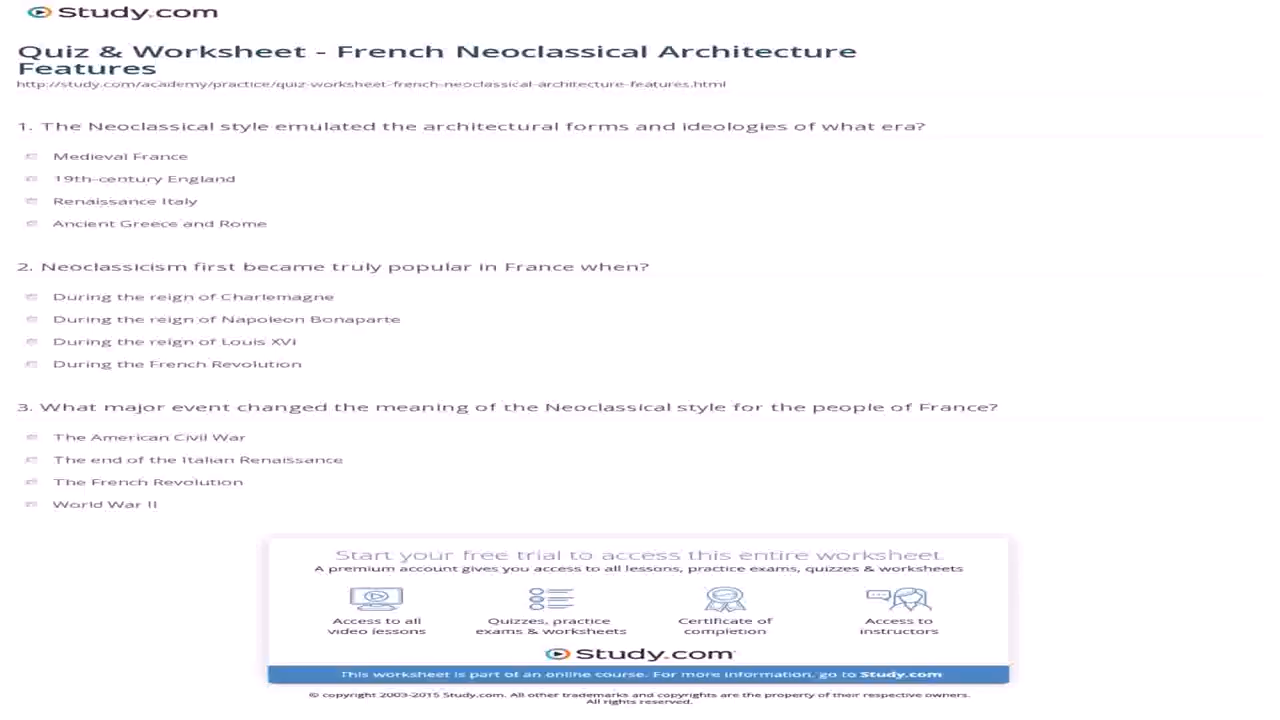 Study.com
Quiz & Worksheet - French Neoclassical Architecture
Features
http://study.com/academy/practice/quiz-worksheet-french-neoclassical-architecture-features.html
1. The Neoclassical style emulated the architectural forms and ideologies of what era?
Medieval France
19th-century England
Renaissance Italy
Ancient Greece and Rome
2. Neoclassicism first became truly popular in France when?
During the reign of Charlemagne
During the reign of Napoleon Bonaparte
During the reign of Louis XVI
During the French Revolution
3. What major event changed the meaning of the Neoclassical style for the people of France?
The American Civil War
The end of the Italian Renaissance
The French Revolution
World War II
Start your free trial to access this entire worksheet
A premium account gives you access to all lessons, practice exams, quizzes & worksheets
Access to all
video lessons
Quizzes, practice
exams & worksheets
Certificate of
completion
Access to
instructors
Study.com
This worksheet is part of an online course. For more information, go to Study.com
© copyright 2003-2015 Study.com. All other trademarks and copyrights are the property of their respective owners.
All rights reserved.